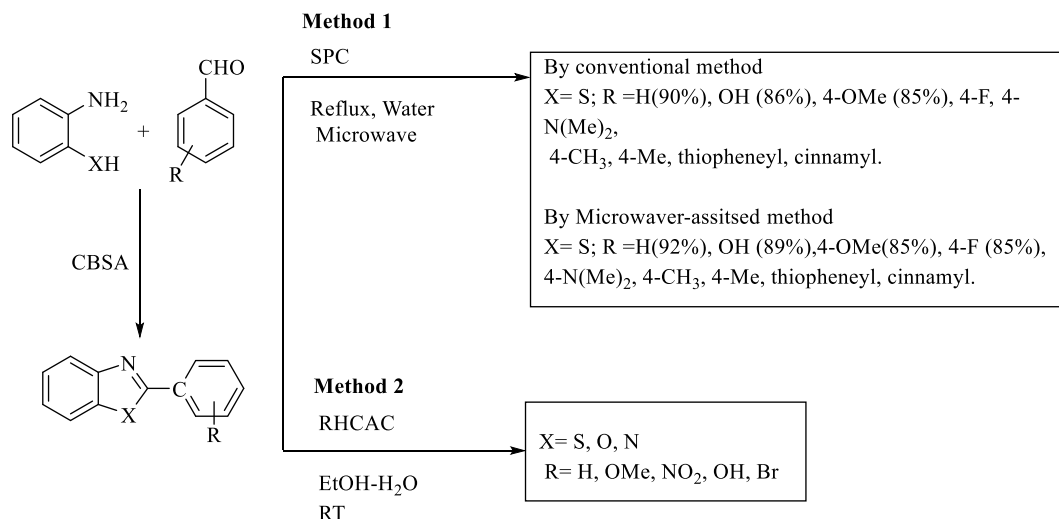 Method 1
SPC
Reflux, Water
Microwave
NH2
XH
+
CHO
R
CBSA
N
X
C
R
By conventional method
X= S; R =H(90%), OH (86%), 4-OMe (85%), 4-F, 4-
N(Me)2,
4-CH3, 4-Me, thiopheneyl, cinnamyl.
By Microwaver-assitsed method
X= S; R =H(92%), OH (89%),4-OMe(85%), 4-F (85%),
4-N(Me)2, 4-CH3, 4-Me, thiopheneyl, cinnamyl.
Method 2
RHCAC
EtOH-H2O
RT
X= S, O, N
R= H, OMe, NO2, OH, Br